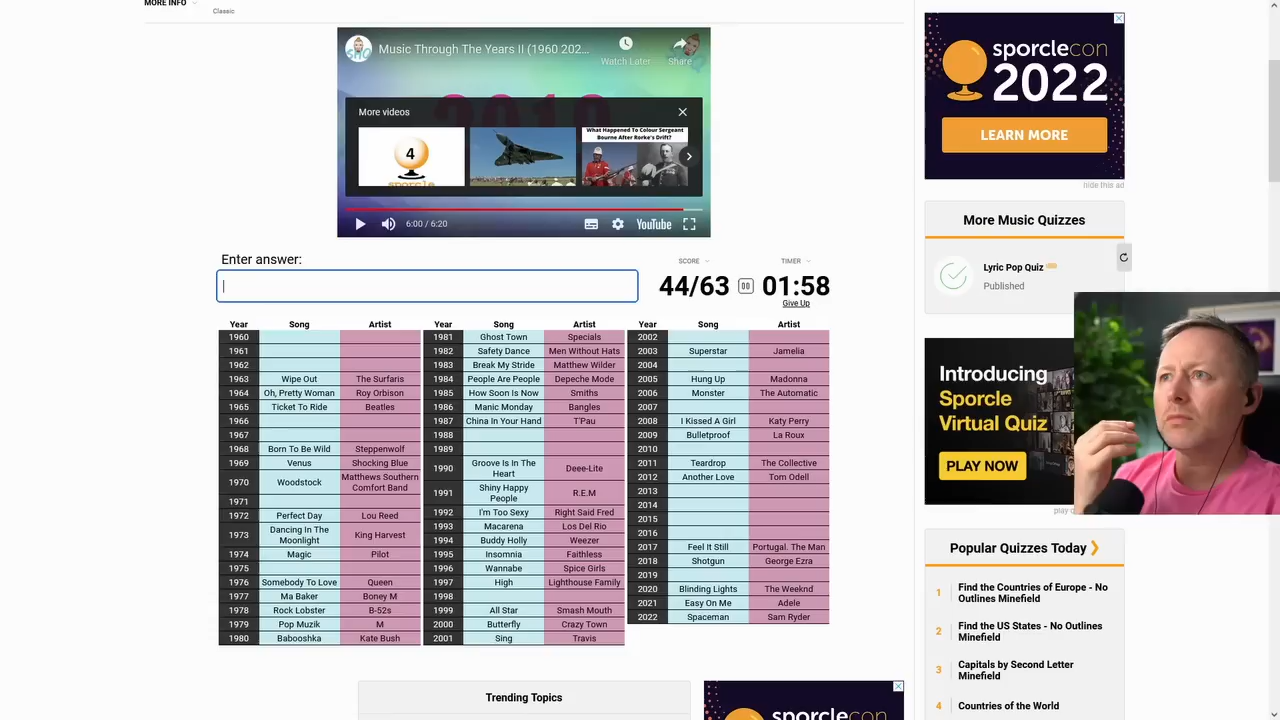 MORE INFO
Classic
Music Through The Years II (1960 202...
Watch Later
Share
More videos
4
sporcle
What Happened To Colour Sergeant
Bourne After Rorke's Drift?
6:00 / 6:20
YouTube
Enter answer:
SCORE
TIMER
44/63
01:58
Give Up
Year Song Artist
1960
1961
1962
1963 Wipe Out The Surfaris
1964 Oh, Pretty Woman Roy Orbison
1965 Ticket To Ride Beatles
1966
1967
1968 Born To Be Wild Steppenwolf
1969 Venus Shocking Blue
1970 Woodstock Matthews Southern
Comfort Band
1971
1972 Perfect Day Lou Reed
1973 Dancing In The
Moonlight King Harvest
1974 Magic Pilot
1975
1976 Somebody To Love Queen
1977 Ma Baker Boney M
1978 Rock Lobster B-52s
1979 Pop Muzik M
1980 Babooshka Kate Bush
Year Song Artist
1981 Ghost Town Specials
1982 Safety Dance Men Without Hats
1983 Break My Stride Matthew Wilder
1984 People Are People Depeche Mode
1985 How Soon Is Now Smiths
1986 Manic Monday Bangles
1987 China In Your Hand T'Pau
1988
1989
1990 Groove Is In The
Heart Deee-Lite
1991 Shiny Happy
People R.E.M
1992 I'm Too Sexy Right Said Fred
1993 Macarena Los Del Rio
1994 Buddy Holly Weezer
1995 Insomnia Faithless
1996 Wannabe Spice Girls
1997 High Lighthouse Family
1998
1999 All Star Smash Mouth
2000 Butterfly Crazy Town
2001 Sing Travis
Year Song Artist
2002
2003 Superstar Jamelia
2004
2005 Hung Up Madonna
2006 Monster The Automatic
2007
2008 I Kissed A Girl Katy Perry
2009 Bulletproof La Roux
2010
2011 Teardrop The Collective
2012 Another Love Tom Odell
2013
2014
2015
2016
2017 Feel It Still Portugal. The Man
2018 Shotgun George Ezra
2019
2020 Blinding Lights The Weeknd
2021 Easy On Me Adele
2022 Spaceman Sam Ryder
Trending Topics
sporclecon
sporclecon
2022
LEARN MORE
hide this ad
More Music Quizzes
Lyric Pop Quiz
Published
Introducing
Sporcle
Virtual Quiz
PLAY NOW
Popular Quizzes Today
1 Find the Countries of Europe - No
Outlines Minefield
2 Find the US States - No Outlines
Minefield
3 Capitals by Second Letter
Minefield
4 Countries of the World